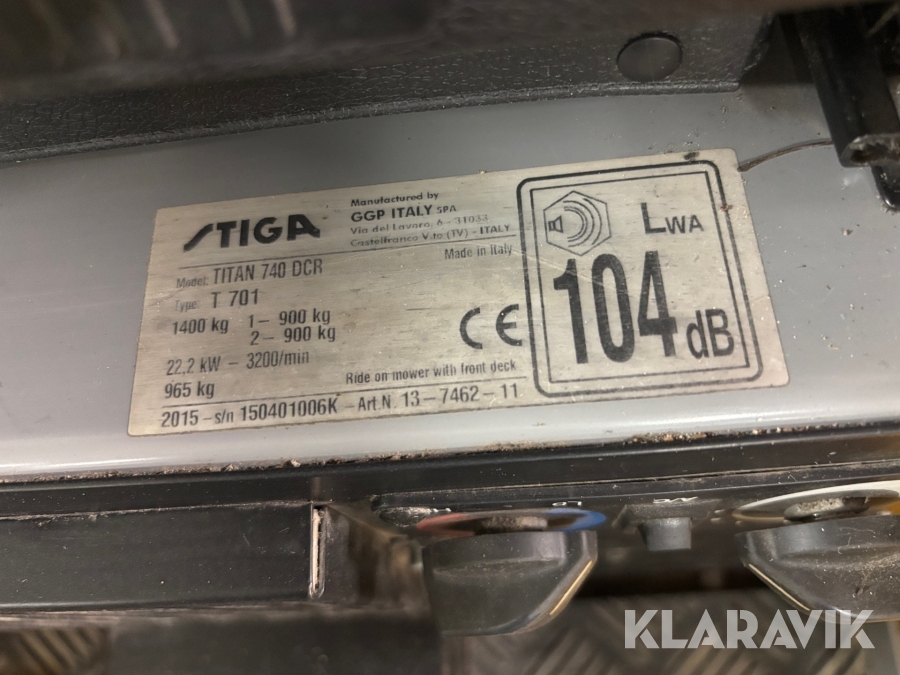 STIGA
Manufactured by
GGP ITALY SPA
Via del Lavoro, 6 - 31033
Castelfranco V.to (TV) - ITALY
Made in Italy
Model: TITAN 740 DCR
Type: T 701
1400 kg 1 – 900 kg
2 – 900 kg
22.2 kW – 3200/min
965 kg
Ride on mower with front deck
2015 – s/n 150401006K – Art.N. 13-7462-11
CE
LWA
104 dB
KLARAVIK